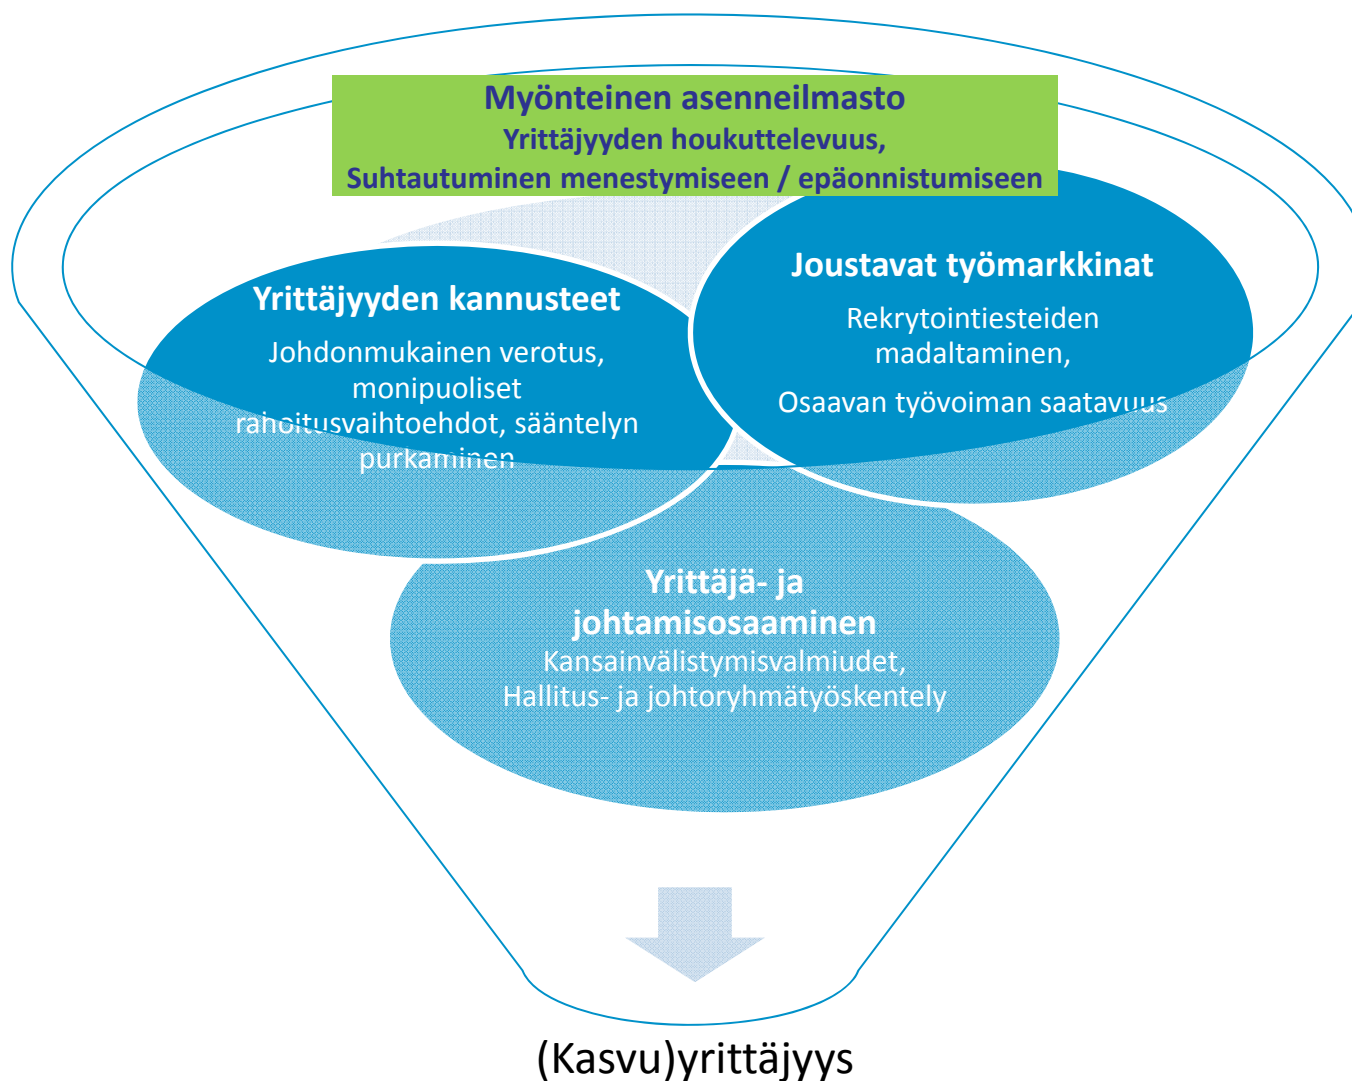 Myönteinen asenneilmasto
Yrittäjyyden houkuttelevuus,
Suhtautuminen menestymiseen / epäonnistumiseen
Yrittäjyyden kannusteet
Johdonmukainen verotus,
monipuoliset
rahoitusvaihtoehdot, sääntelyn
purkaminen
Joustavat työmarkkinat
Rekrytointiesteiden
madaltaminen,
Osaavan työvoiman saatavuus
Yrittäjä- ja
johtamisosaaminen
Kansainvälistymisvalmiudet,
Hallitus- ja johtoryhmätyöskentely
(Kasvu)yrittäjyys